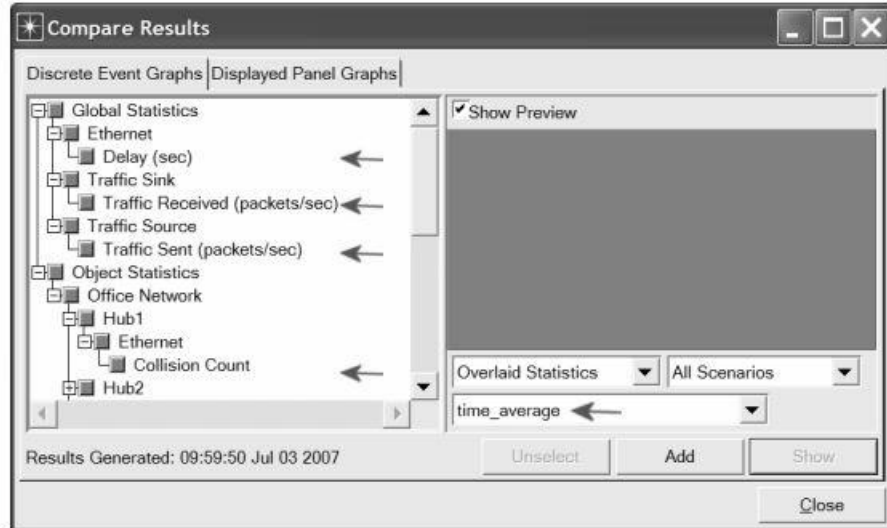 Compare Results
Discrete Event Graphs
Displayed Panel Graphs
Global Statistics
Ethernet
Delay (sec)
Traffic Sink
Traffic Received (packets/sec)
Traffic Source
Traffic Sent (packets/sec)
Object Statistics
Office Network
Hub1
Ethernet
Collision Count
Hub2
Show Preview
Overlaid Statistics
All Scenarios
time_average
Results Generated: 09:59:50 Jul 03 2007
Unselect
Add
Show
Close